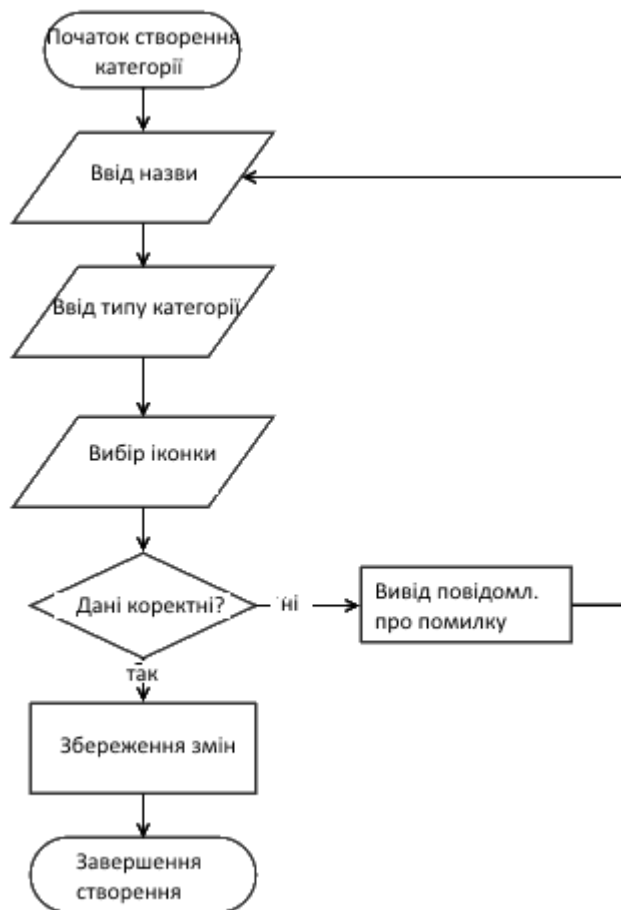 Початок створення
категорії
Ввід назви
Ввід типу категорії
Вибір іконки
Дані коректні?
ні
Вивід повідомл.
про помилку
так
Збереження змін
Завершення
створення